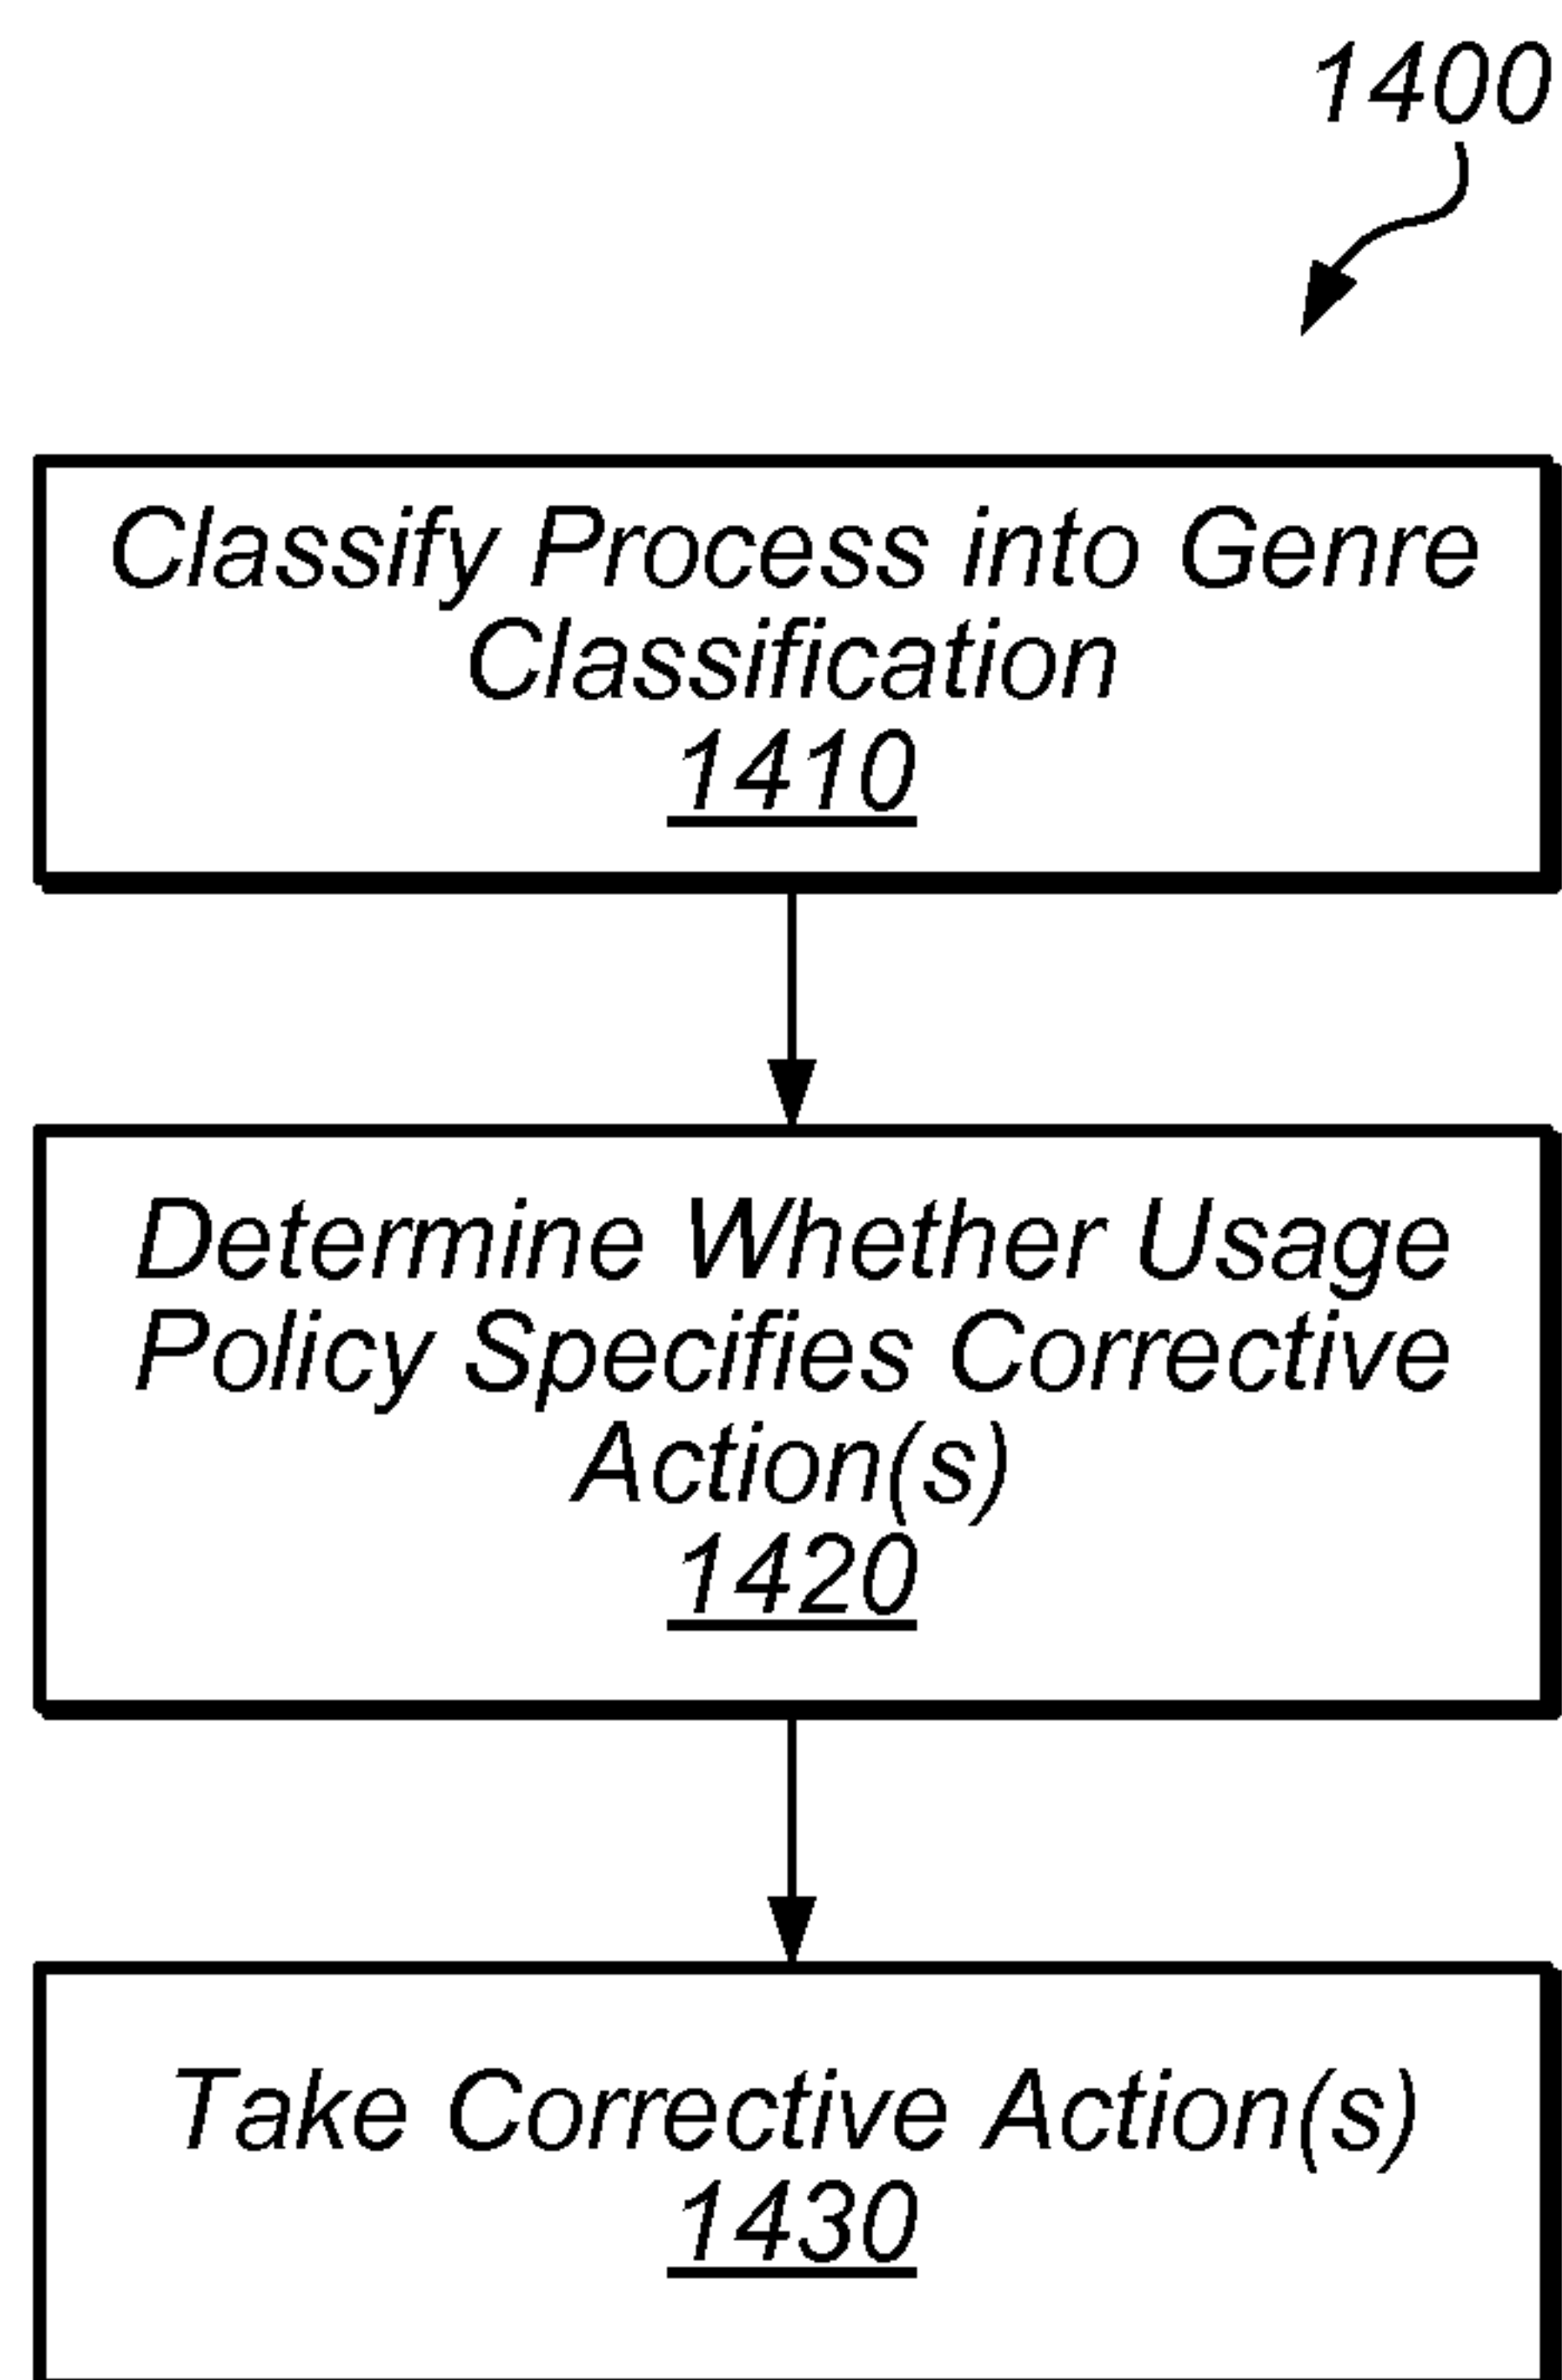 1400
Classify Process into Genre
Classification
1410
Determine Whether Usage
Policy Specifies Corrective
Action(s)
1420
Take Corrective Action(s)
1430